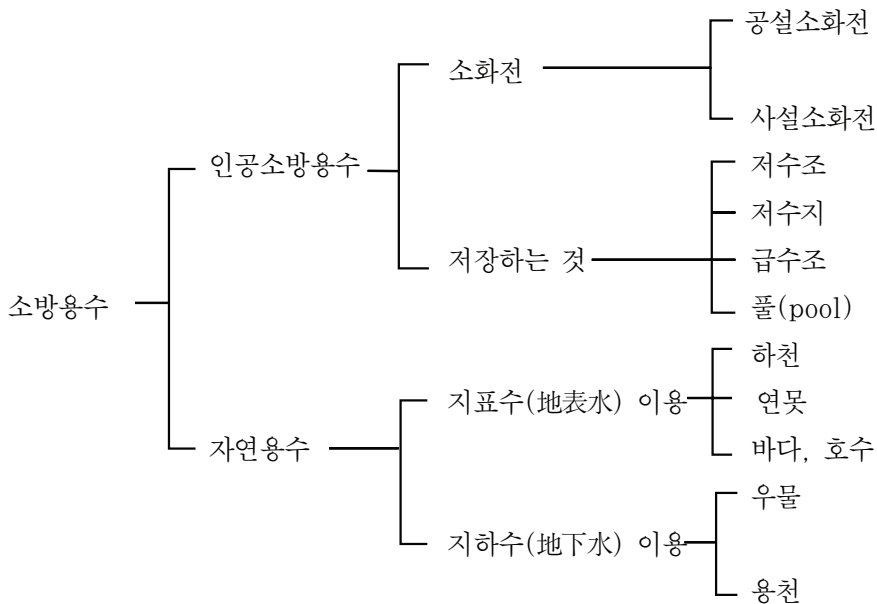 공설소화전
소화전
사설소화전
인공소방용수
저수조
저수지
저장하는 것
급수조
풀(pool)
소방용수
하천
지표수(地表水) 이용
연못
자연용수
바다, 호수
우물
지하수(地下水) 이용
용천